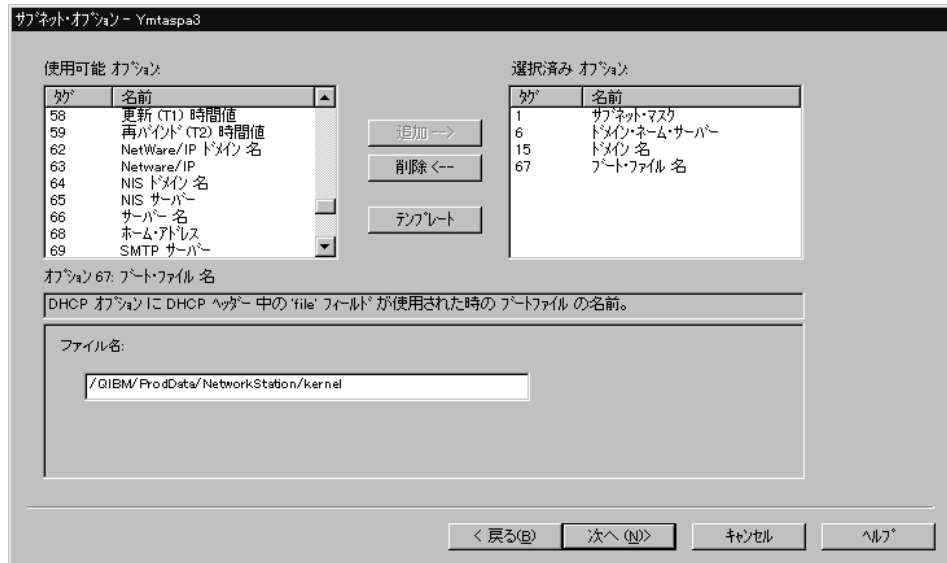 サブネット・オプション - Ymtaspa3
使用可能 オプション:
タグ 名前
58 更新 (T1) 時間値
59 再バインド (T2) 時間値
62 NetWare/IP ドメイン 名
63 Netware/IP
64 NIS ドメイン 名
65 NIS サーバー
66 サーバー 名
68 ホーム・アドレス
69 SMTP サーバー
追加 -->
削除 <--
テンプレート
選択済み オプション:
タグ 名前
1 サブネット・マスク
6 ドメイン・ネーム・サーバー
15 ドメイン 名
67 ブート・ファイル 名
オプション 67: ブート・ファイル 名
DHCP オプション に DHCP ヘッダー 中の 'file' フィールド が使用された時の ブートファイル の名前。
ファイル名:
/QIBM/ProdData/NetworkStation/kernel
< 戻る(B)
次へ (N)>
キャンセル
ヘルプ